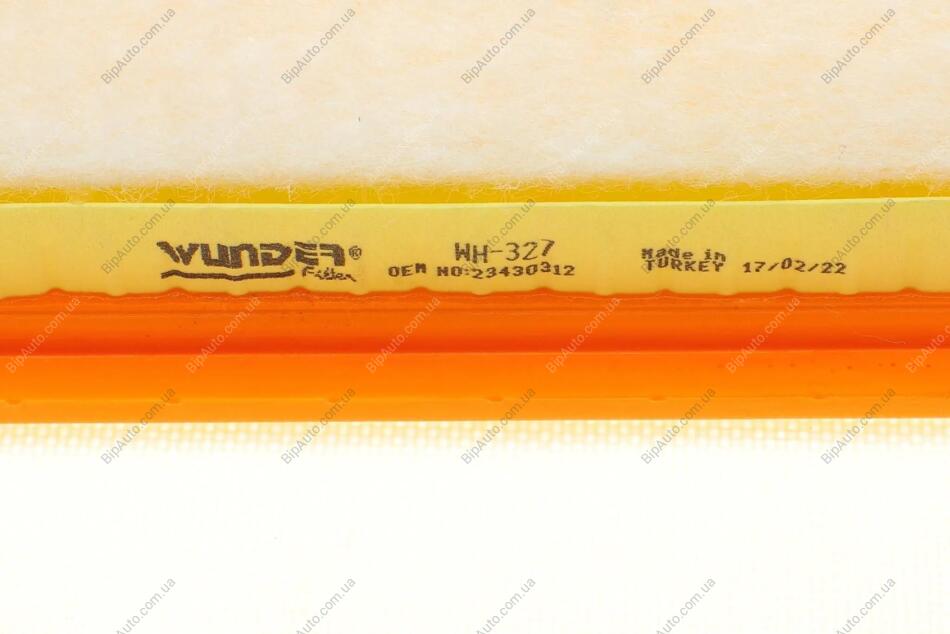 WUNDER® Filter
WH-327
OEM NO:23430312
Made in
TURKEY 17/02/22
BipAuto.com.ua